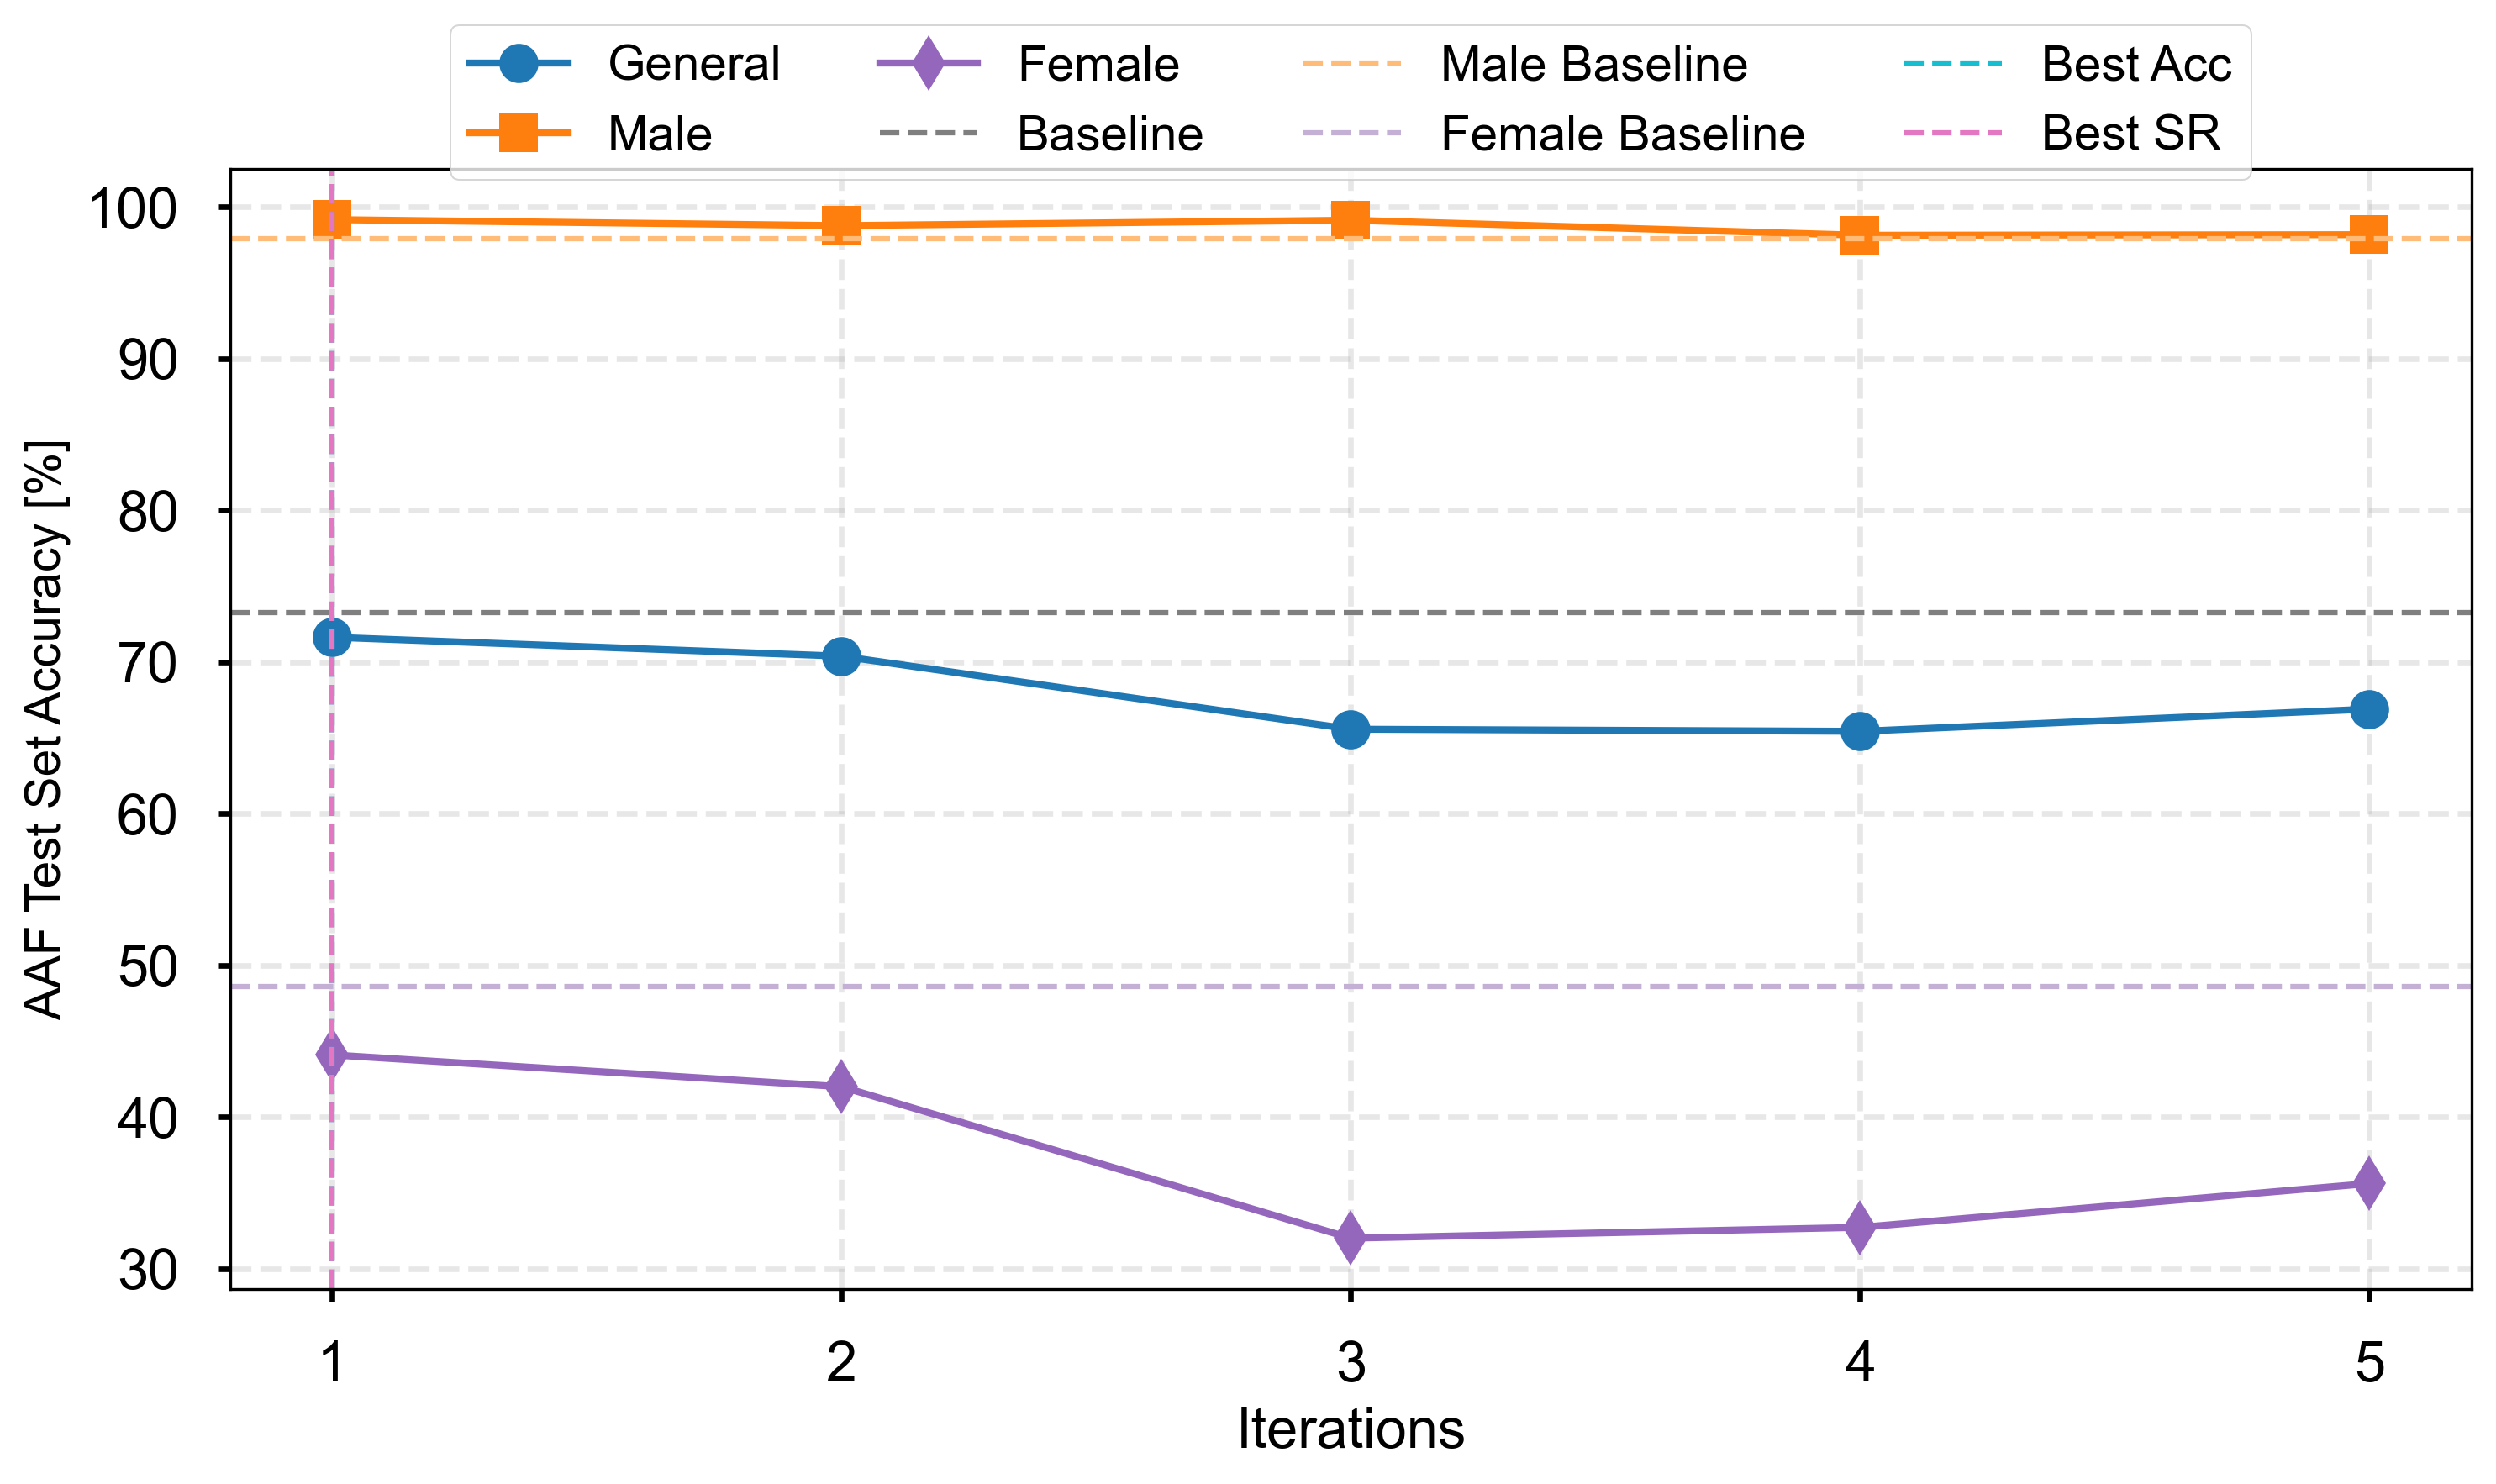 General Female Male Baseline Best Acc
Male Baseline Female Baseline Best SR
100
90
80
70
60
50
40
30
AAF Test Set Accuracy [%]
1 2 3 4 5
Iterations